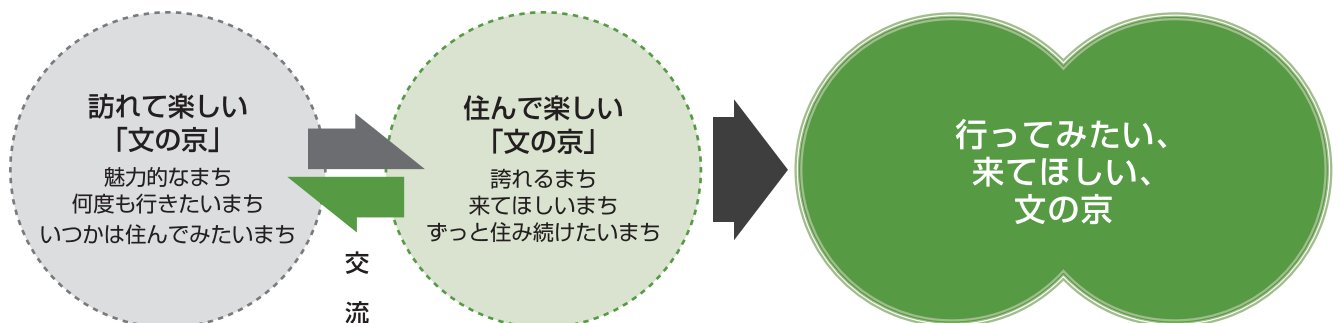 訪れて楽しい
「文の京」
魅力的なまち
何度も行きたいまち
いつかは住んでみたいまち
交
流
住んで楽しい
「文の京」
誇れるまち
来てほしいまち
ずっと住み続けたいまち
行ってみたい、
来てほしい、
文の京